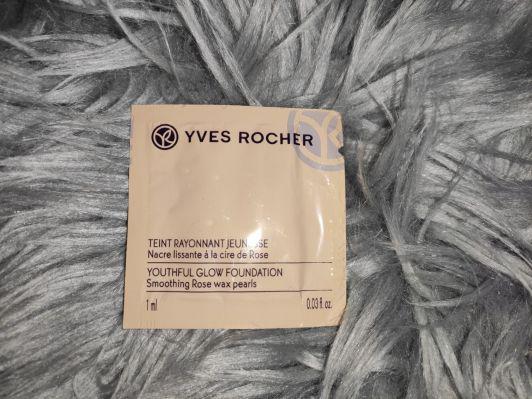 YVES ROCHER
TEINT RAYONNANT JEUNESSE
Nacre lissante à la cire de Rose
YOUTHFUL GLOW FOUNDATION
Smoothing Rose wax pearls
1 ml 0.03 fl. oz.